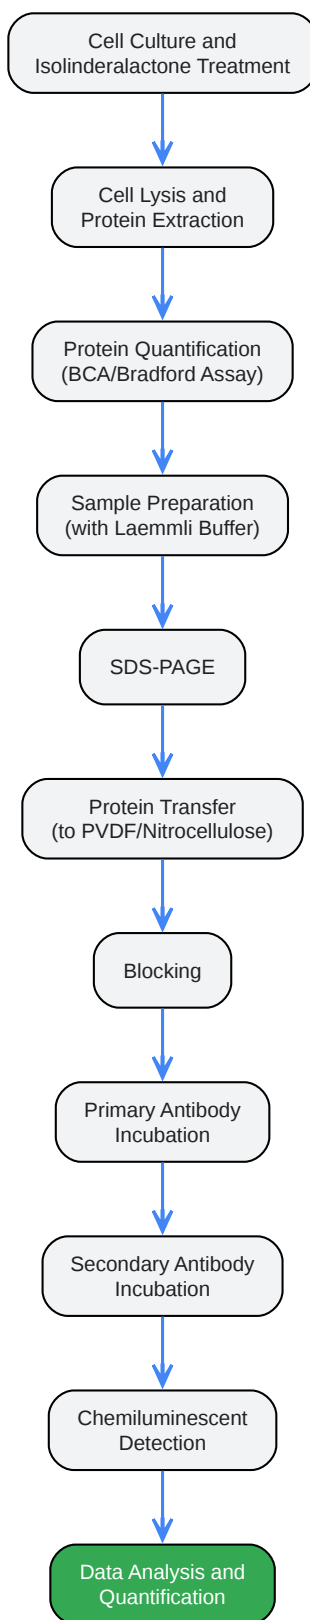 Cell Culture and
Isolinderalactone Treatment
Cell Lysis and
Protein Extraction
Protein Quantification
(BCA/Bradford Assay)
Sample Preparation
(with Laemmli Buffer)
SDS-PAGE
Protein Transfer
(to PVDF/Nitrocellulose)
Blocking
Primary Antibody
Incubation
Secondary Antibody
Incubation
Chemiluminescent
Detection
Data Analysis and
Quantification